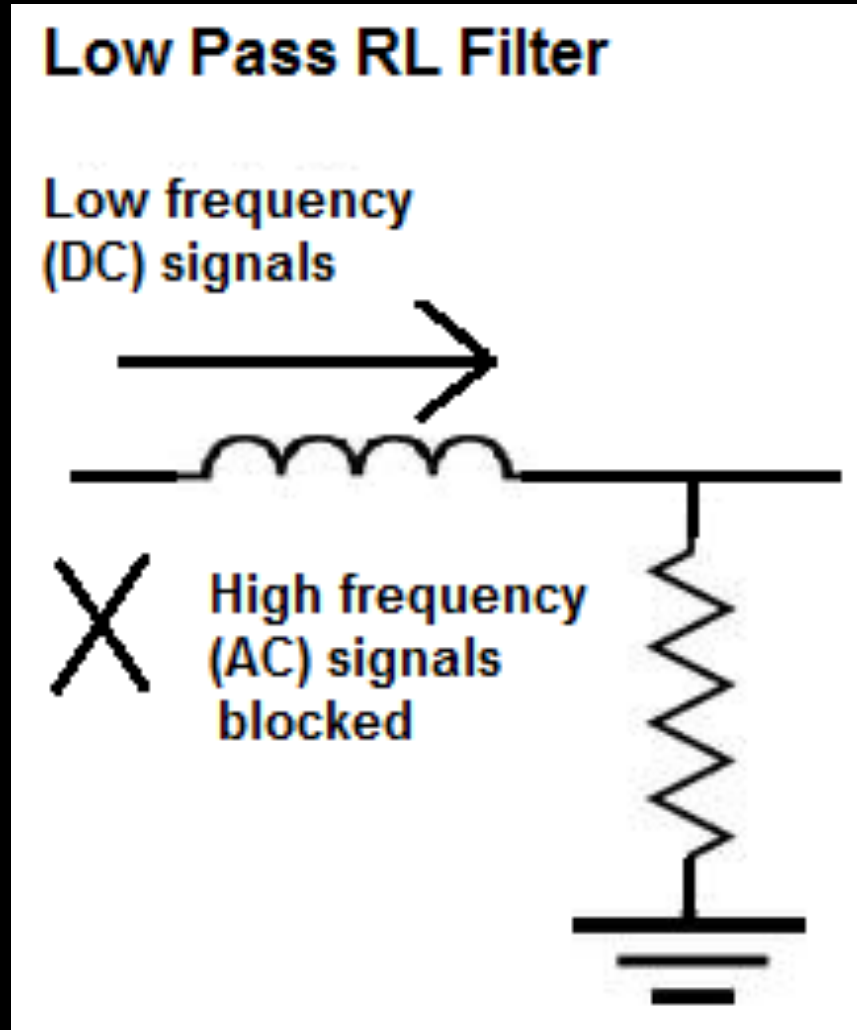 Low Pass RL Filter
Low frequency
(DC) signals
High frequency
(AC) signals
blocked